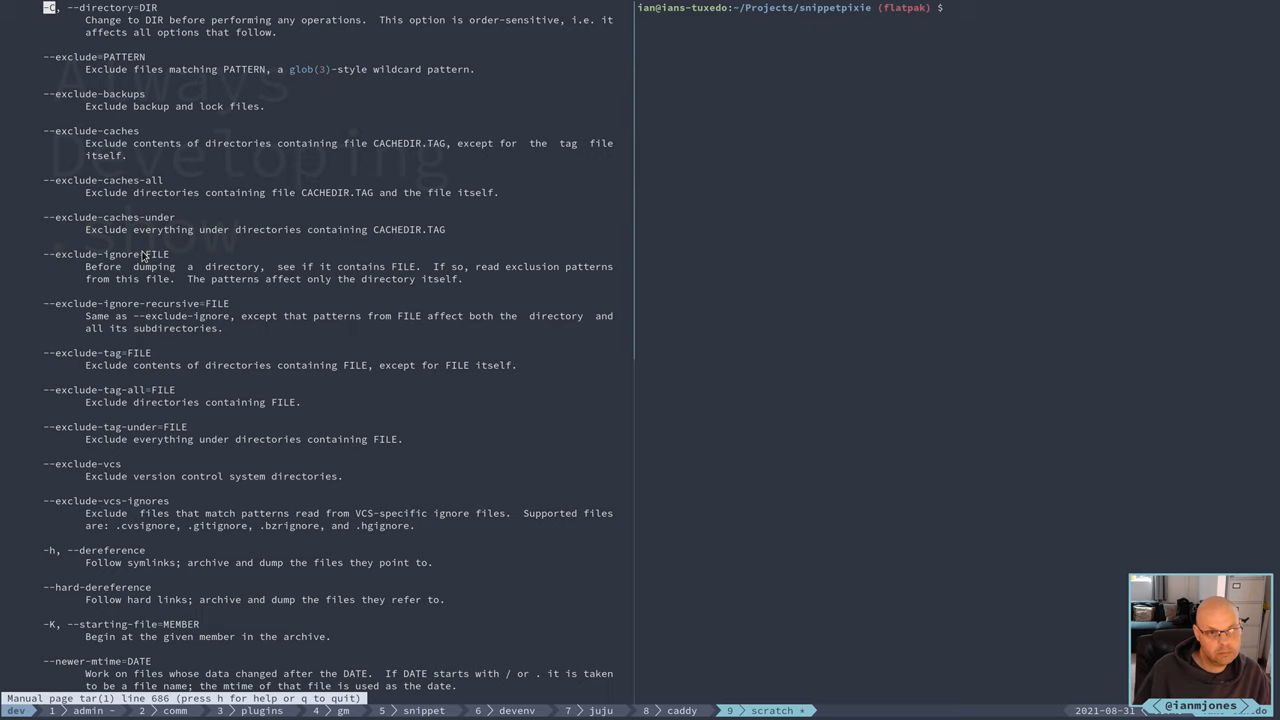 -C, --directory=DIR
Change to DIR before performing any operations.  This option is order-sensitive, i.e. it
affects all options that follow.
--exclude=PATTERN
Exclude files matching PATTERN, a glob(3)-style wildcard pattern.
--exclude-backups
Exclude backup and lock files.
--exclude-caches
Exclude contents of directories containing file CACHEDIR.TAG, except for  the  tag  file
itself.
--exclude-caches-all
Exclude directories containing file CACHEDIR.TAG and the file itself.
--exclude-caches-under
Exclude everything under directories containing CACHEDIR.TAG
--exclude-ignore=FILE
Before  dumping  a  directory,  see if it contains FILE.  If so, read exclusion patterns
from this file.  The patterns affect only the directory itself.
--exclude-ignore-recursive=FILE
Same as --exclude-ignore, except that patterns from FILE affect both the  directory  and
all its subdirectories.
--exclude-tag=FILE
Exclude contents of directories containing FILE, except for FILE itself.
--exclude-tag-all=FILE
Exclude directories containing FILE.
--exclude-tag-under=FILE
Exclude everything under directories containing FILE.
--exclude-vcs
Exclude version control system directories.
--exclude-vcs-ignores
Exclude  files that match patterns read from VCS-specific ignore files.  Supported files
are: .cvsignore, .gitignore, .bzrignore, and .hgignore.
-h, --dereference
Follow symlinks; archive and dump the files they point to.
--hard-dereference
Follow hard links; archive and dump the files they refer to.
-K, --starting-file=MEMBER
Begin at the given member in the archive.
--newer-mtime=DATE
Work on files whose data changed after the DATE.  If DATE starts with / or . it is taken
to be a file name; the mtime of that file is used as the date.
Manual page tar(1) line 686 (press h for help or q to quit)
Always
Developing
.show
ian@ians-tuxedo:~/Projects/snippetpixie (flatpak) $
dev 1 admin - 2 comm 3 plugins 4 gm 5 snippet 6 devenv 7 juju 8 caddy 9 scratch * 2021-08-31
@ianmjones